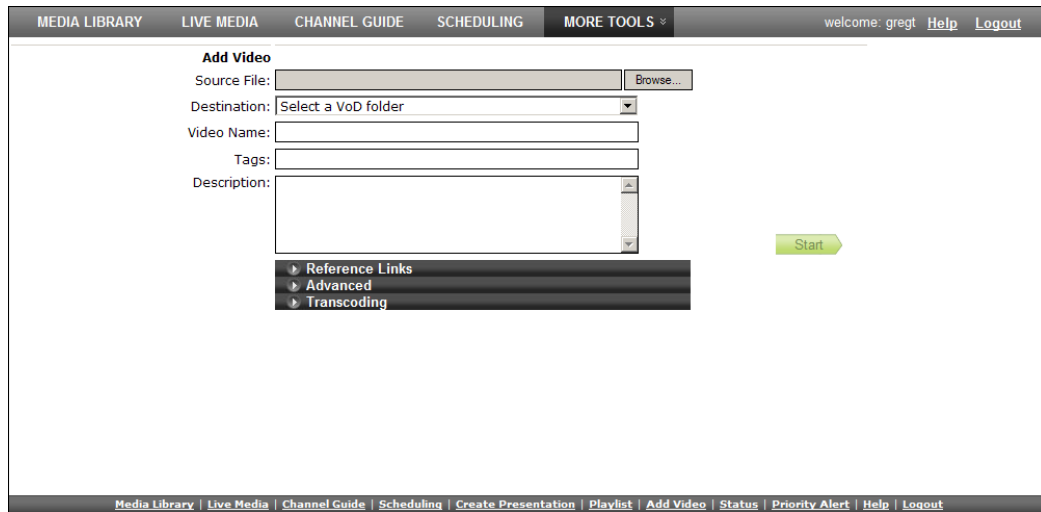 MEDIA LIBRARY LIVE MEDIA CHANNEL GUIDE SCHEDULING MORE TOOLS welcome: gregt Help Logout
Add Video
Source File: Browse...
Destination: Select a VoD folder
Video Name:
Tags:
Description:
Start
Reference Links
Advanced
Transcoding
Media Library | Live Media | Channel Guide | Scheduling | Create Presentation | Playlist | Add Video | Status | Priority Alert | Help | Logout